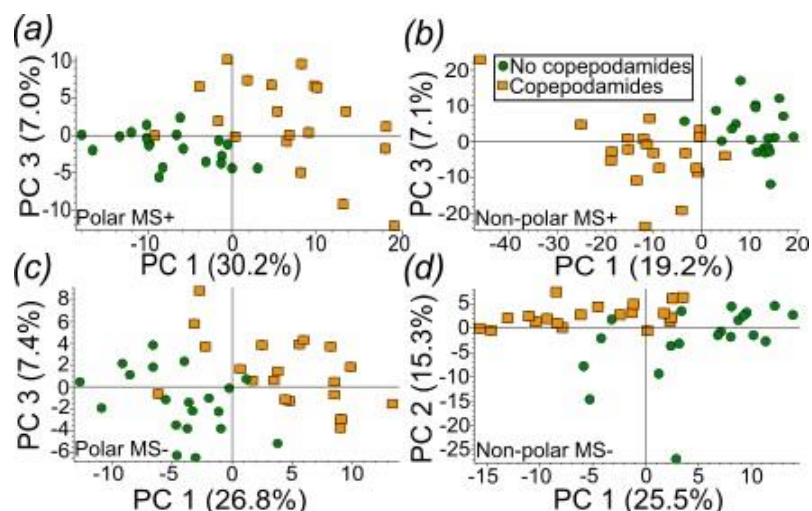 (a)
PC 3 (7.0%)
10
5
0
-5
-10
Polar MS+
-10
0
10
20
PC 1 (30.2%)
(b)
No copepodamides
Copepodamides
PC 3 (7.1%)
20
10
0
-10
-20
Non-polar MS+
-40
-30
-20
-10
0
10
20
PC 1 (19.2%)
(c)
PC 3 (7.4%)
8
6
4
2
0
-2
-4
-6
Polar MS-
-10
-5
0
5
10
PC 1 (26.8%)
(d)
PC 2 (15.3%)
5
0
-5
-10
-15
-20
-25
Non-polar MS-
-15
-10
-5
0
5
10
PC 1 (25.5%)